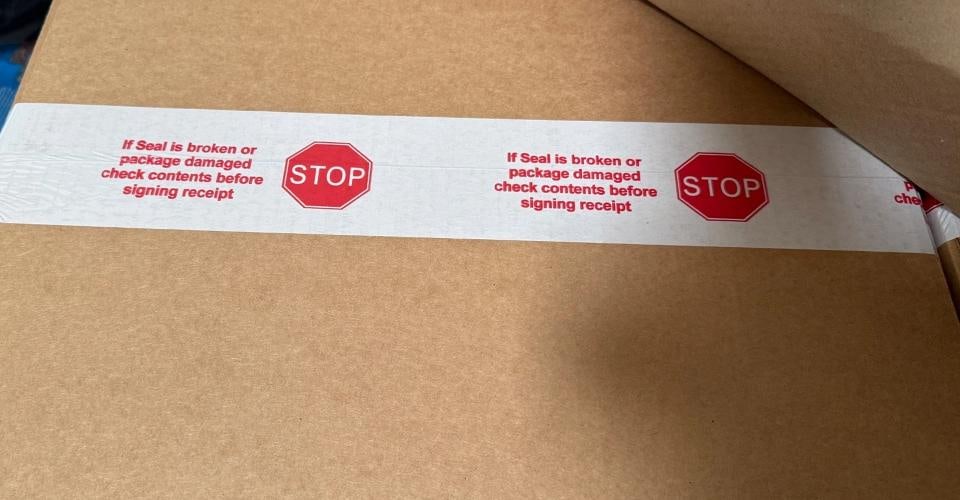 If Seal is broken or
package damaged
check contents before
signing receipt
STOP
If Seal is broken or
package damaged
check contents before
signing receipt
STOP